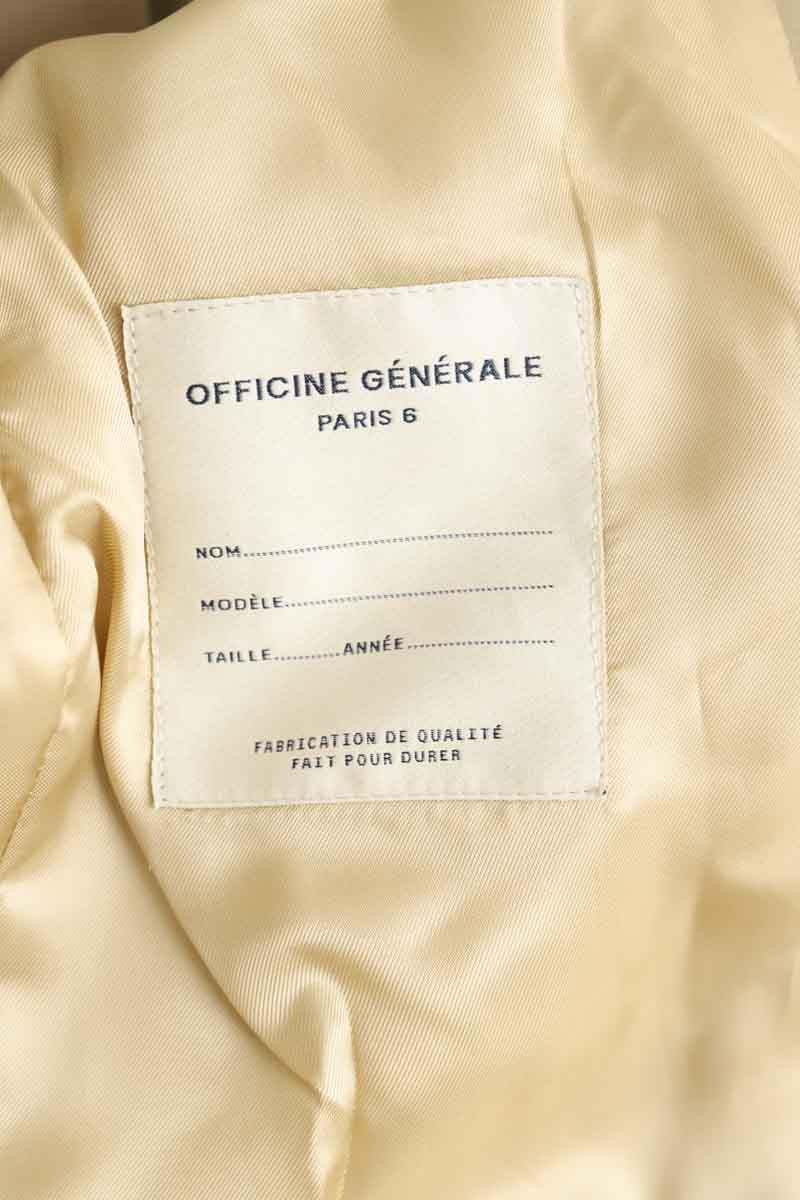 OFFICINE GÉNÉRALE
PARIS 6
NOM........................................
MODÈLE...................................
TAILLE..........ANNÉE......................
FABRICATION DE QUALITÉ
FAIT POUR DURER